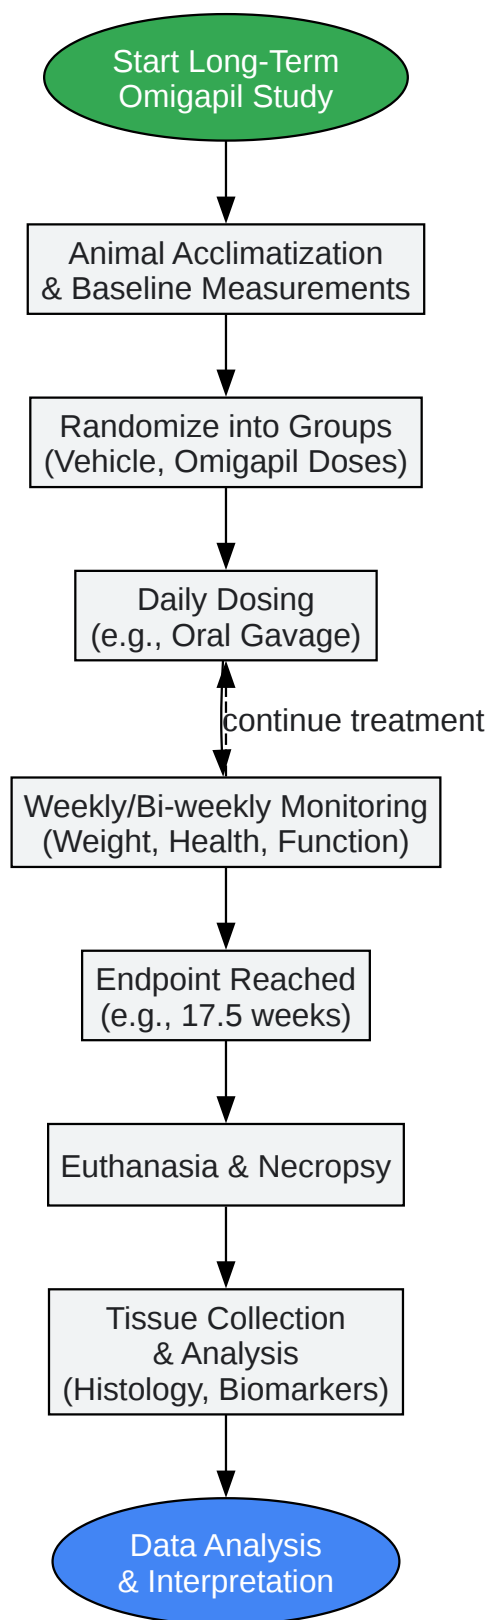 Start Long-Term
Omigapil Study
Animal Acclimatization
& Baseline Measurements
Randomize into Groups
(Vehicle, Omigapil Doses)
Daily Dosing
(e.g., Oral Gavage)
continue treatment
Weekly/Bi-weekly Monitoring
(Weight, Health, Function)
Endpoint Reached
(e.g., 17.5 weeks)
Euthanasia & Necropsy
Tissue Collection
& Analysis
(Histology, Biomarkers)
Data Analysis
& Interpretation